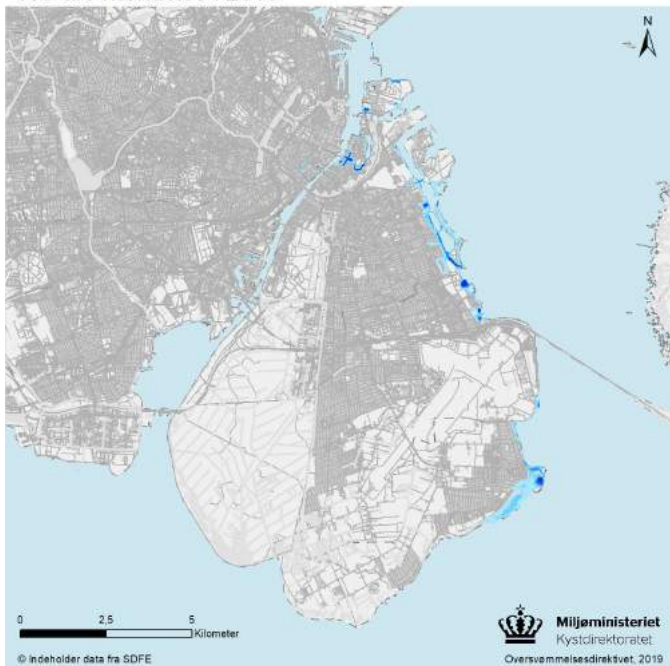 N
0 2,5 5
Kilometer
© Indeholder data fra SDFE
Miljøministeriet
Kystdirektoratet
Oversvømmelsesdirektivet, 2019